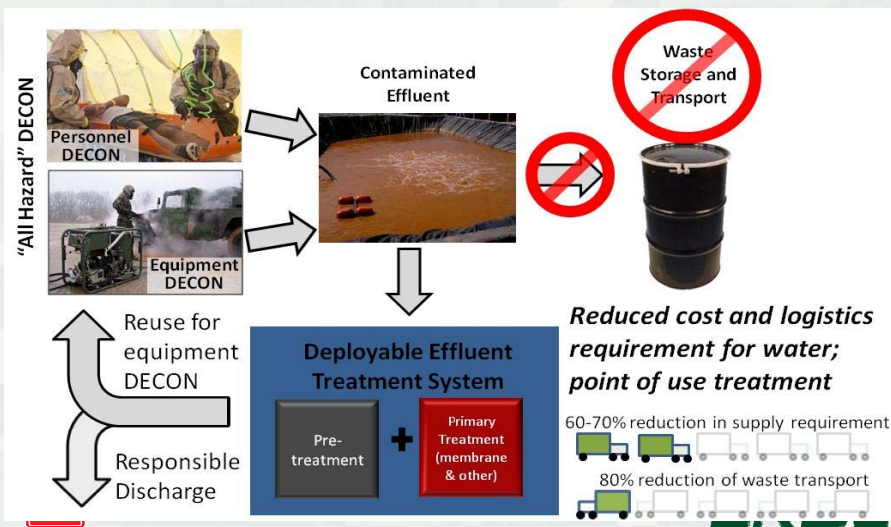 "All Hazard" DECON
Personnel
DECON
Equipment
DECON
Contaminated
Effluent
Waste
Storage and
Transport
Reuse for
equipment
DECON
Responsible
Discharge
Deployable Effluent
Treatment System
Pre-
treatment
+
Primary
Treatment
(membrane
& other)
Reduced cost and logistics
requirement for water;
point of use treatment
60-70% reduction in supply requirement
80% reduction of waste transport